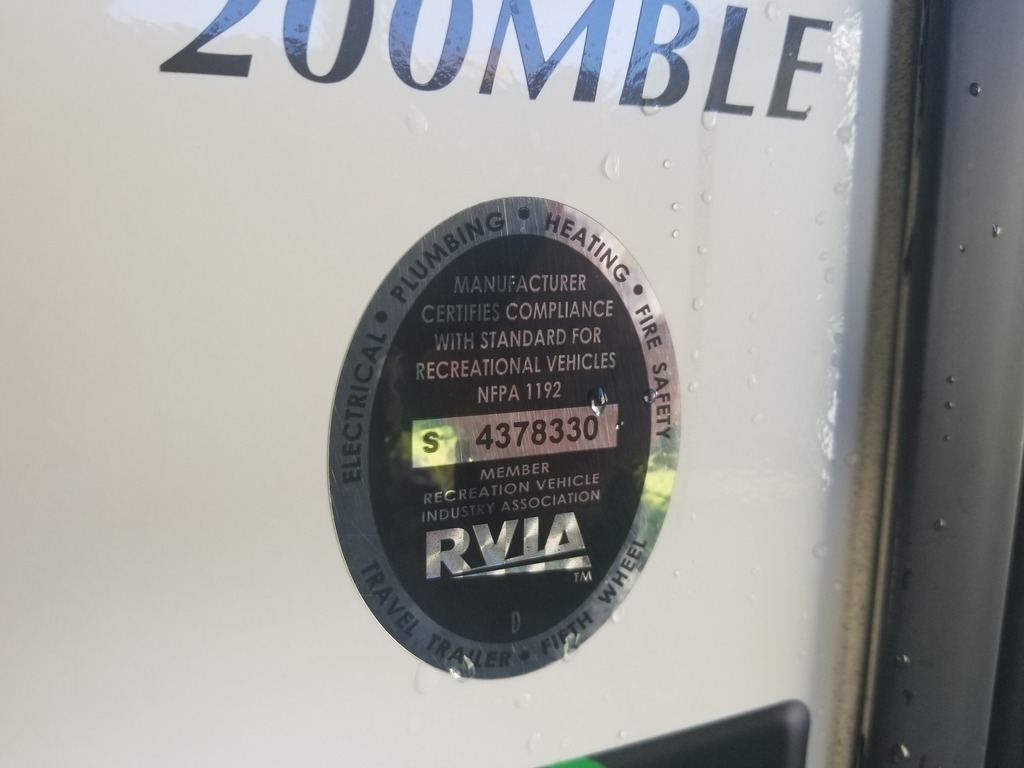 200MBLE
ELECTRICAL • PLUMBING • HEATING • FIRE SAFETY
MANUFACTURER
CERTIFIES COMPLIANCE
WITH STANDARD FOR
RECREATIONAL VEHICLES
NFPA 1192
S 4378330
MEMBER
RECREATION VEHICLE
INDUSTRY ASSOCIATION
RVIA
TM
D
TRAVEL TRAILER • FIFTH WHEEL